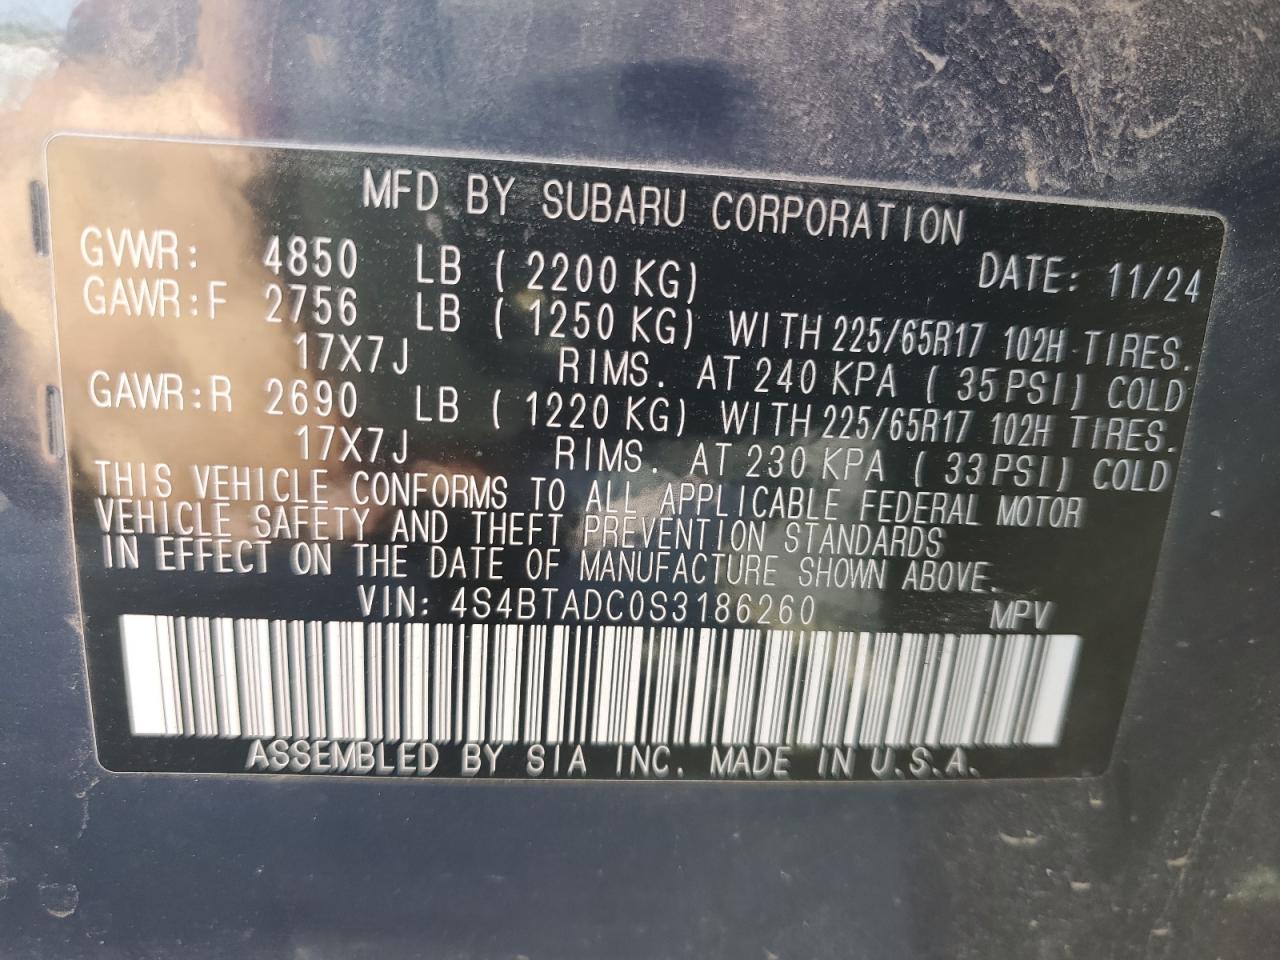 MFD BY SUBARU CORPORATION
GVWR: 4850 LB (2200 KG) DATE: 11/24
GAWR:F 2756 LB (1250 KG) WITH 225/65R17 102H TIRES.
17X7J RIMS. AT 240 KPA (35PSI) COLD
GAWR:R 2690 LB (1220 KG) WITH 225/65R17 102H TIRES.
17X7J RIMS. AT 230 KPA (33PSI) COLD
THIS VEHICLE CONFORMS TO ALL APPLICABLE FEDERAL MOTOR
VEHICLE SAFETY AND THEFT PREVENTION STANDARDS
IN EFFECT ON THE DATE OF MANUFACTURE SHOWN ABOVE.
VIN: 4S4BTADC0S3186260 MPV
ASSEMBLED BY SIA INC. MADE IN U.S.A.